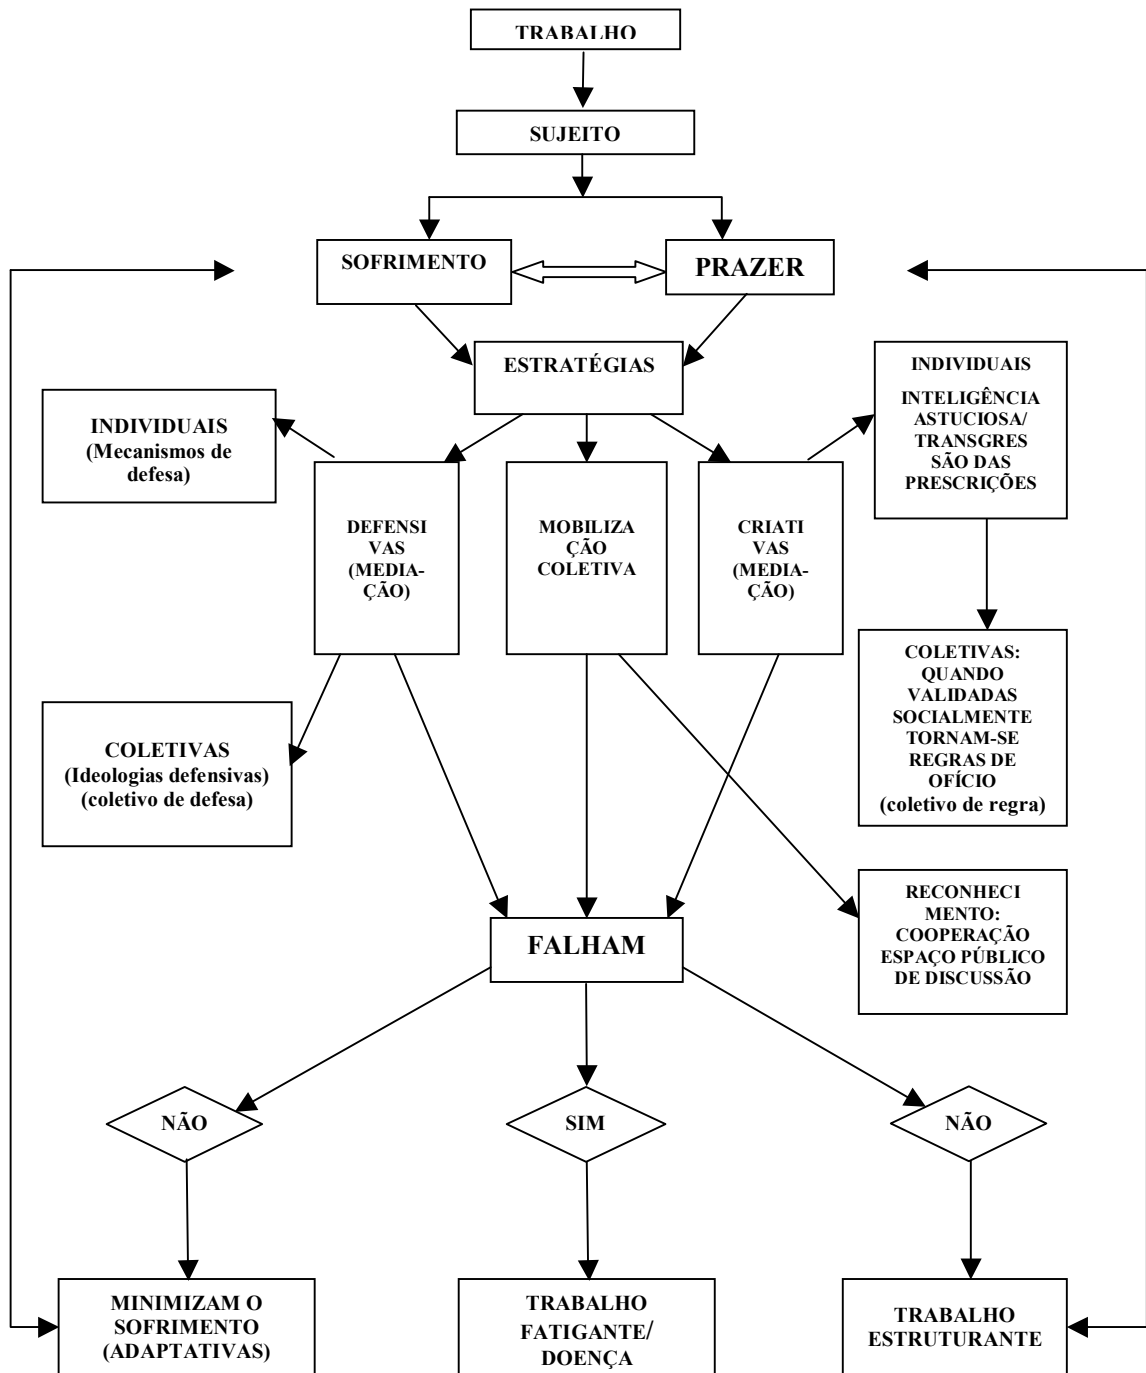 TRABALHO
SUJEITO
SOFRIMENTO
PRAZER
ESTRATÉGIAS
INDIVIDUAIS
(Mecanismos de
defesa)
DEFENSI
VAS
(MEDIA-
ÇÃO)
MOBILIZA
ÇÃO
COLETIVA
CRIATI
VAS
(MEDIA-
ÇÃO)
INDIVIDUAIS
INTELIGÊNCIA
ASTUCIOSA/
TRANSGRES
SÃO DAS
PRESCRIÇÕES
COLETIVAS
(Ideologias defensivas)
(coletivo de defesa)
COLETIVAS:
QUANDO
VALIDADAS
SOCIALMENTE
TORNAM-SE
REGRAS DE
OFÍCIO
(coletivo de regra)
RECONHECI
MENTO:
COOPERAÇÃO
ESPAÇO PÚBLICO
DE DISCUSSÃO
FALHAM
NÃO
SIM
NÃO
MINIMIZAM O
SOFRIMENTO
(ADAPTATIVAS)
TRABALHO
FATIGANTE/
DOENÇA
TRABALHO
ESTRUTURANTE